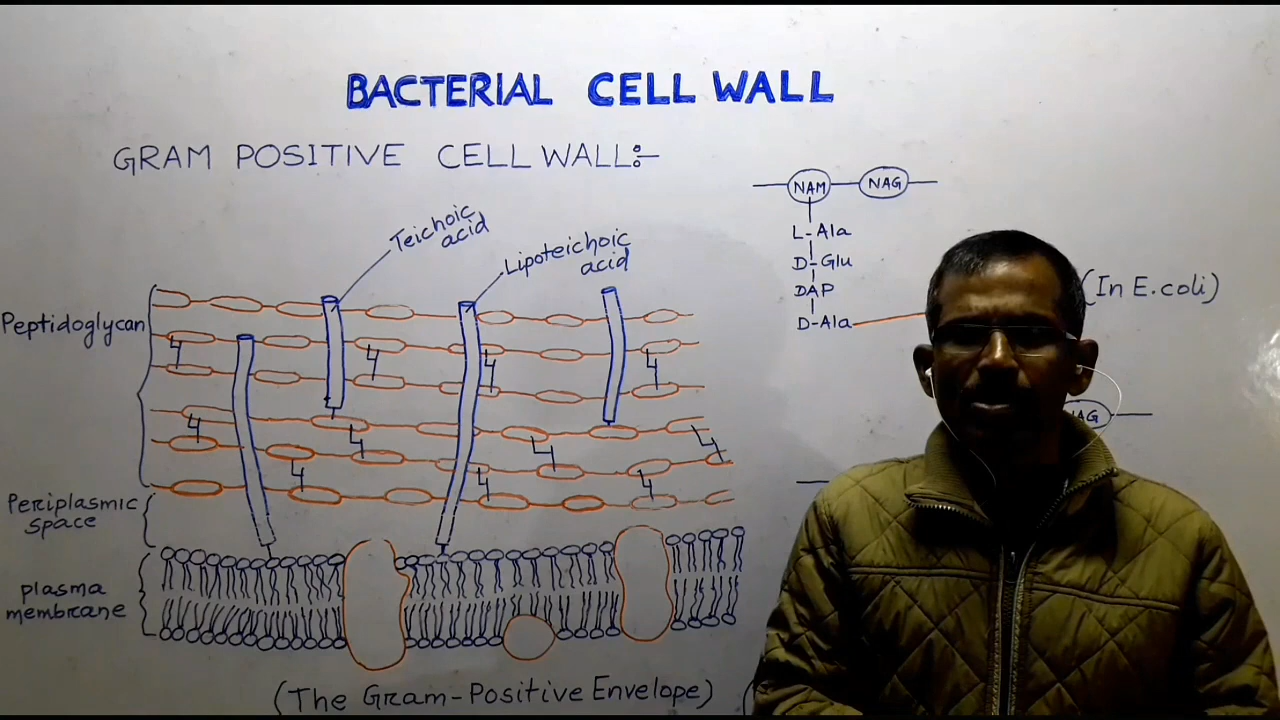 BACTERIAL CELL WALL
GRAM POSITIVE CELL WALL:-
Teichoic
acid
Lipoteichoic
acid
Peptidoglycan
Periplasmic
space
plasma
membrane
(The Gram-Positive Envelope)
NAM NAG
L-Ala
D-Glu
DAP
D-Ala
(In E.coli)
NAG
(